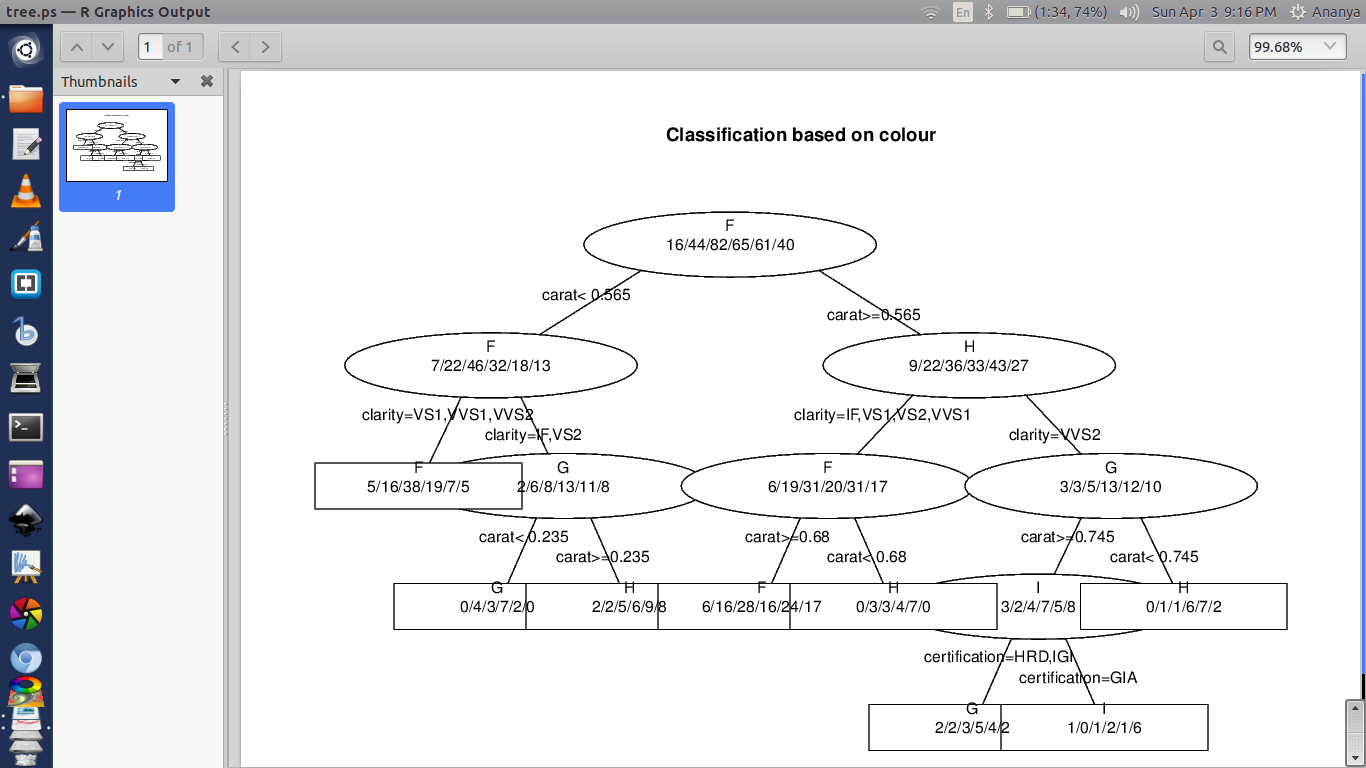 tree.ps — R Graphics Output
En
(1:34, 74%)
Sun Apr 3 9:16 PM
Ananya
1 of 1
99.68%
Thumbnails
1
Classification based on colour
F
16/44/82/65/61/40
carat< 0.565
carat>=0.565
F
7/22/46/32/18/13
H
9/22/36/33/43/27
clarity=VS1,VVS1,VVS2
clarity=IF,VS2
clarity=IF,VS1,VS2,VVS1
clarity=VVS2
F
5/16/38/19/7/5
G
2/6/8/13/11/8
F
6/19/31/20/31/17
G
3/3/5/13/12/10
carat< 0.235
carat>=0.235
carat>=0.68
carat< 0.68
carat>=0.745
carat< 0.745
G
0/4/3/7/2/0
H
2/2/5/6/9/8
F
6/16/28/16/24/17
H
0/3/3/4/7/0
I
3/2/4/7/5/8
H
0/1/1/6/7/2
certification=HRD,IGI
certification=GIA
G
2/2/3/5/4/2
I
1/0/1/2/1/6